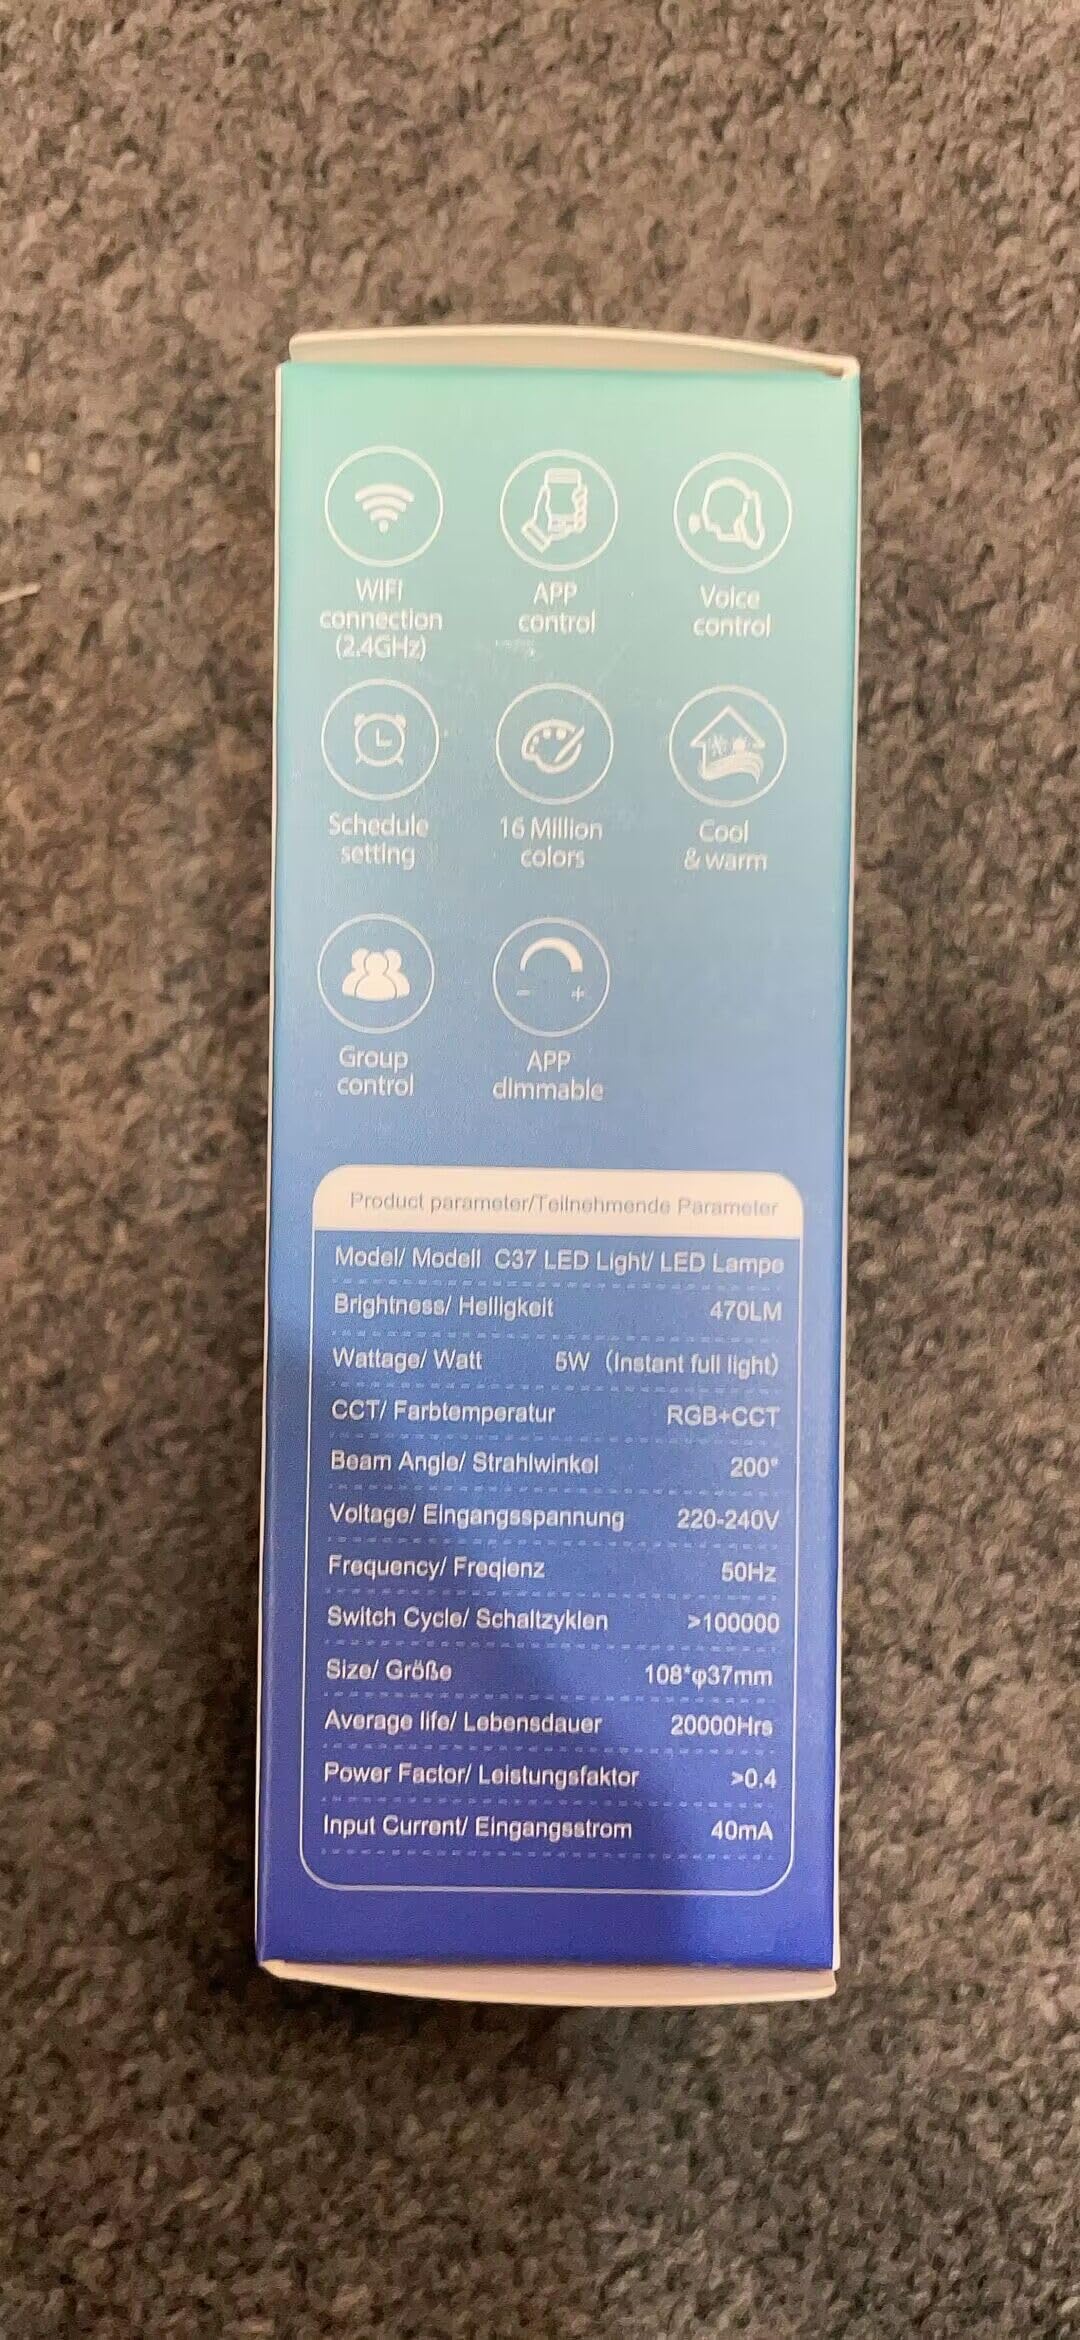 WIFI
connection
(2.4GHz)
APP
control
Voice
control
Schedule
setting
16 Million
colors
Cool
& warm
Group
control
APP
dimmable
Product parameter/Teilnehmende Parameter
Model/ Modell C37 LED Light/ LED Lampe
Brightness/ Helligkeit 470LM
Wattage/ Watt 5W (Instant full light)
CCT/ Farbtemperatur RGB+CCT
Beam Angle/ Strahlwinkel 200°
Voltage/ Eingangsspannung 220-240V
Frequency/ Freqienz 50Hz
Switch Cycle/ Schaltzyklen >100000
Size/ Größe 108*φ37mm
Average life/ Lebensdauer 20000Hrs
Power Factor/ Leistungsfaktor >0.4
Input Current/ Eingangsstrom 40mA